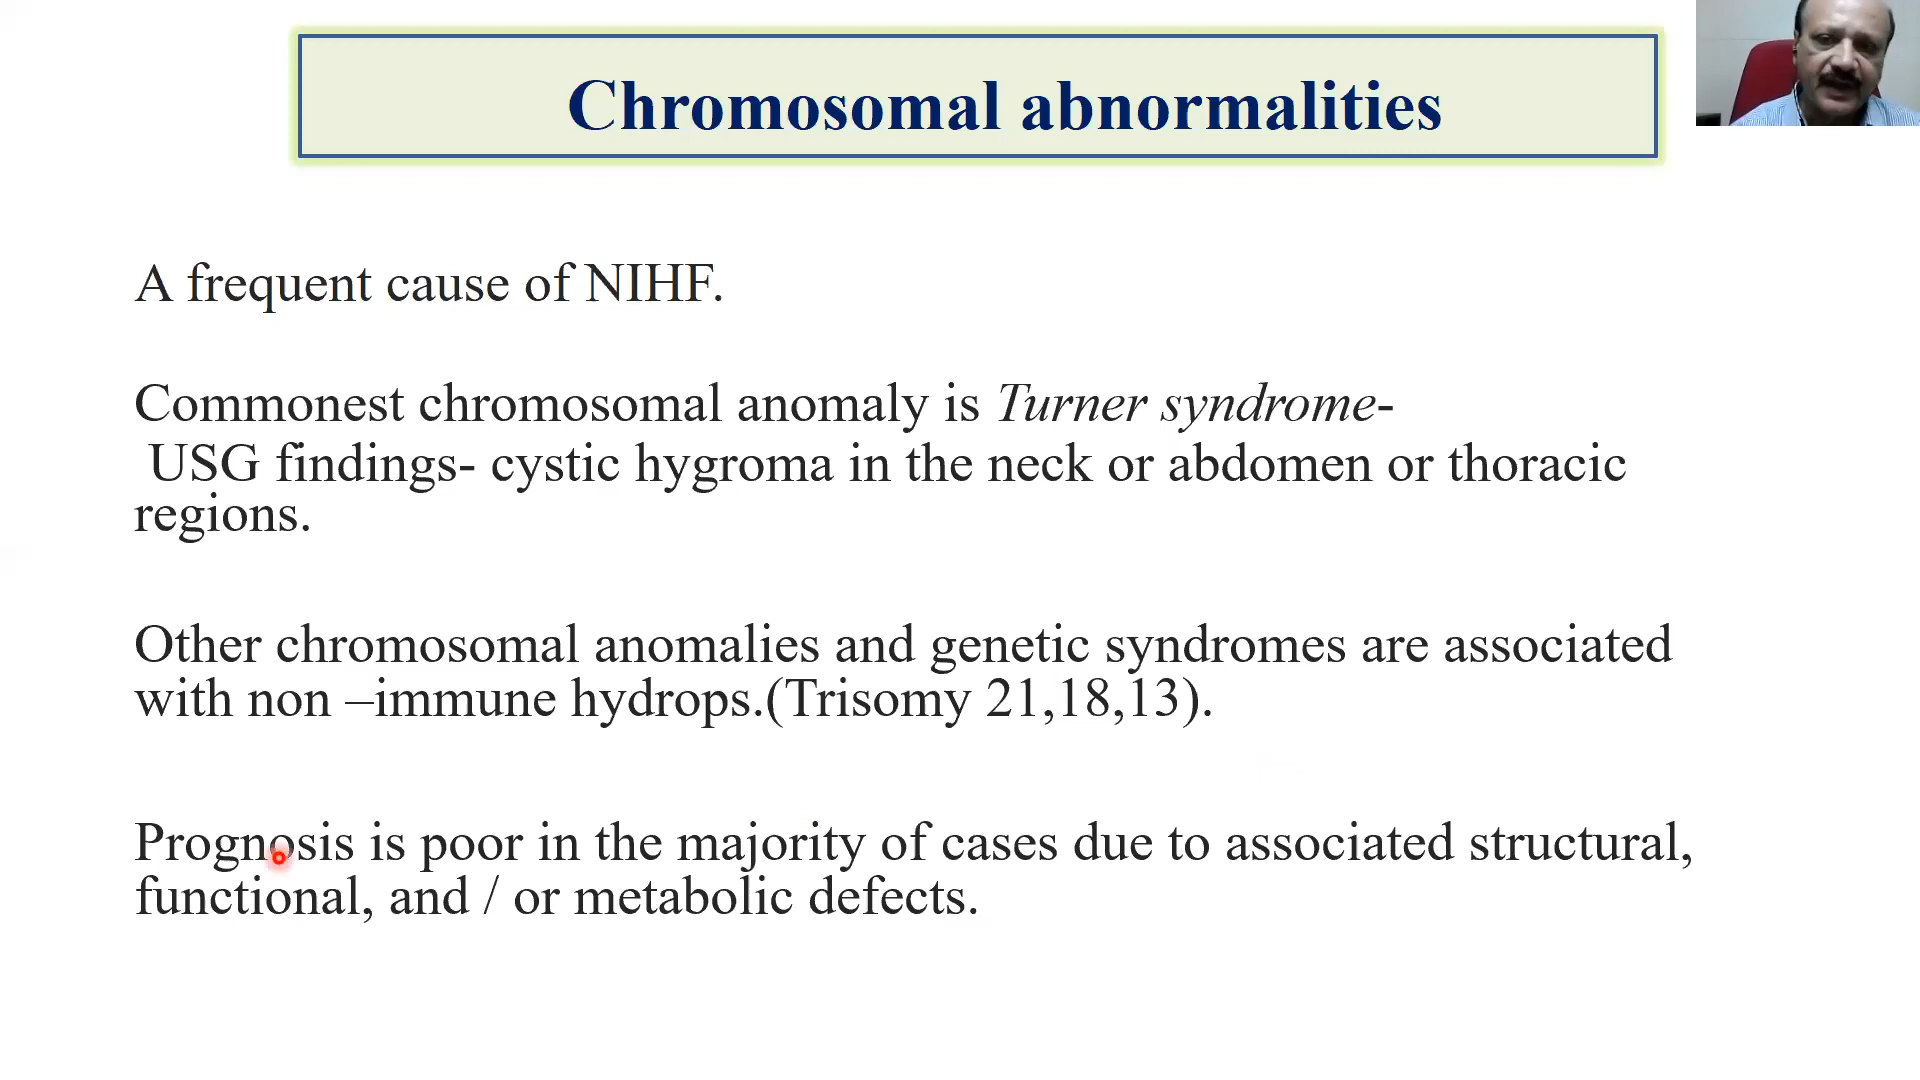 Chromosomal abnormalities
A frequent cause of NIHF.
Commonest chromosomal anomaly is Turner syndrome-
USG findings- cystic hygroma in the neck or abdomen or thoracic
regions.
Other chromosomal anomalies and genetic syndromes are associated
with non –immune hydrops.(Trisomy 21,18,13).
Prognosis is poor in the majority of cases due to associated structural,
functional, and / or metabolic defects.